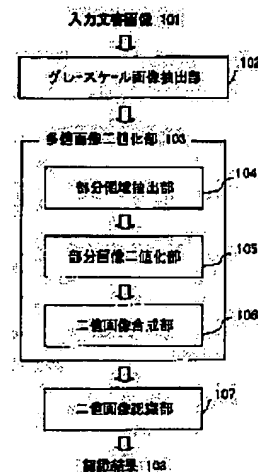 入力文書画像 101
グレースケール画像抽出部
102
多値画像二値化部 103
部分領域抽出部
104
部分画像二値化部
105
二値画像合成部
106
二値画像認識部
107
認識結果 108